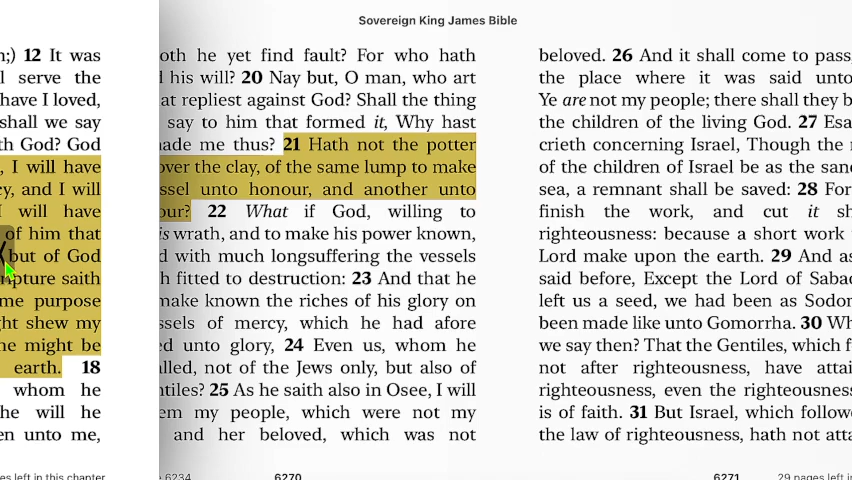 Sovereign King James Bible
;) 12 It was
serve the
have I loved,
shall we say
th God? God
, I will have
cy, and I will
I will have
of him that
but of God
ripture saith
me purpose
ght shew my
me might be
earth. 18
whom he
he will he
en unto me,
es left in this chapter
oth he yet find fault? For who hath
his will? 20 Nay but, O man, who art
at repliest against God? Shall the thing
say to him that formed it, Why hast
nade me thus? 21 Hath not the potter
over the clay, of the same lump to make
ssel unto honour, and another unto
our? 22 What if God, willing to
is wrath, and to make his power known,
d with much longsuffering the vessels
h fitted to destruction: 23 And that he
make known the riches of his glory on
ssels of mercy, which he had afore
ed unto glory, 24 Even us, whom he
alled, not of the Jews only, but also of
ntiles? 25 As he saith also in Osee, I will
em my people, which were not my
and her beloved, which was not
6234 6270
beloved. 26 And it shall come to pass,
the place where it was said unto
Ye are not my people; there shall they b
the children of the living God. 27 Esa
crieth concerning Israel, Though the
of the children of Israel be as the san
sea, a remnant shall be saved: 28 For
finish the work, and cut it sh
righteousness: because a short work
Lord make upon the earth. 29 And as
said before, Except the Lord of Sabao
left us a seed, we had been as Sodom
been made like unto Gomorrha. 30 Wh
we say then? That the Gentiles, which f
not after righteousness, have attai
righteousness, even the righteousness
is of faith. 31 But Israel, which followe
the law of righteousness, hath not atta
6271 29 pages left in